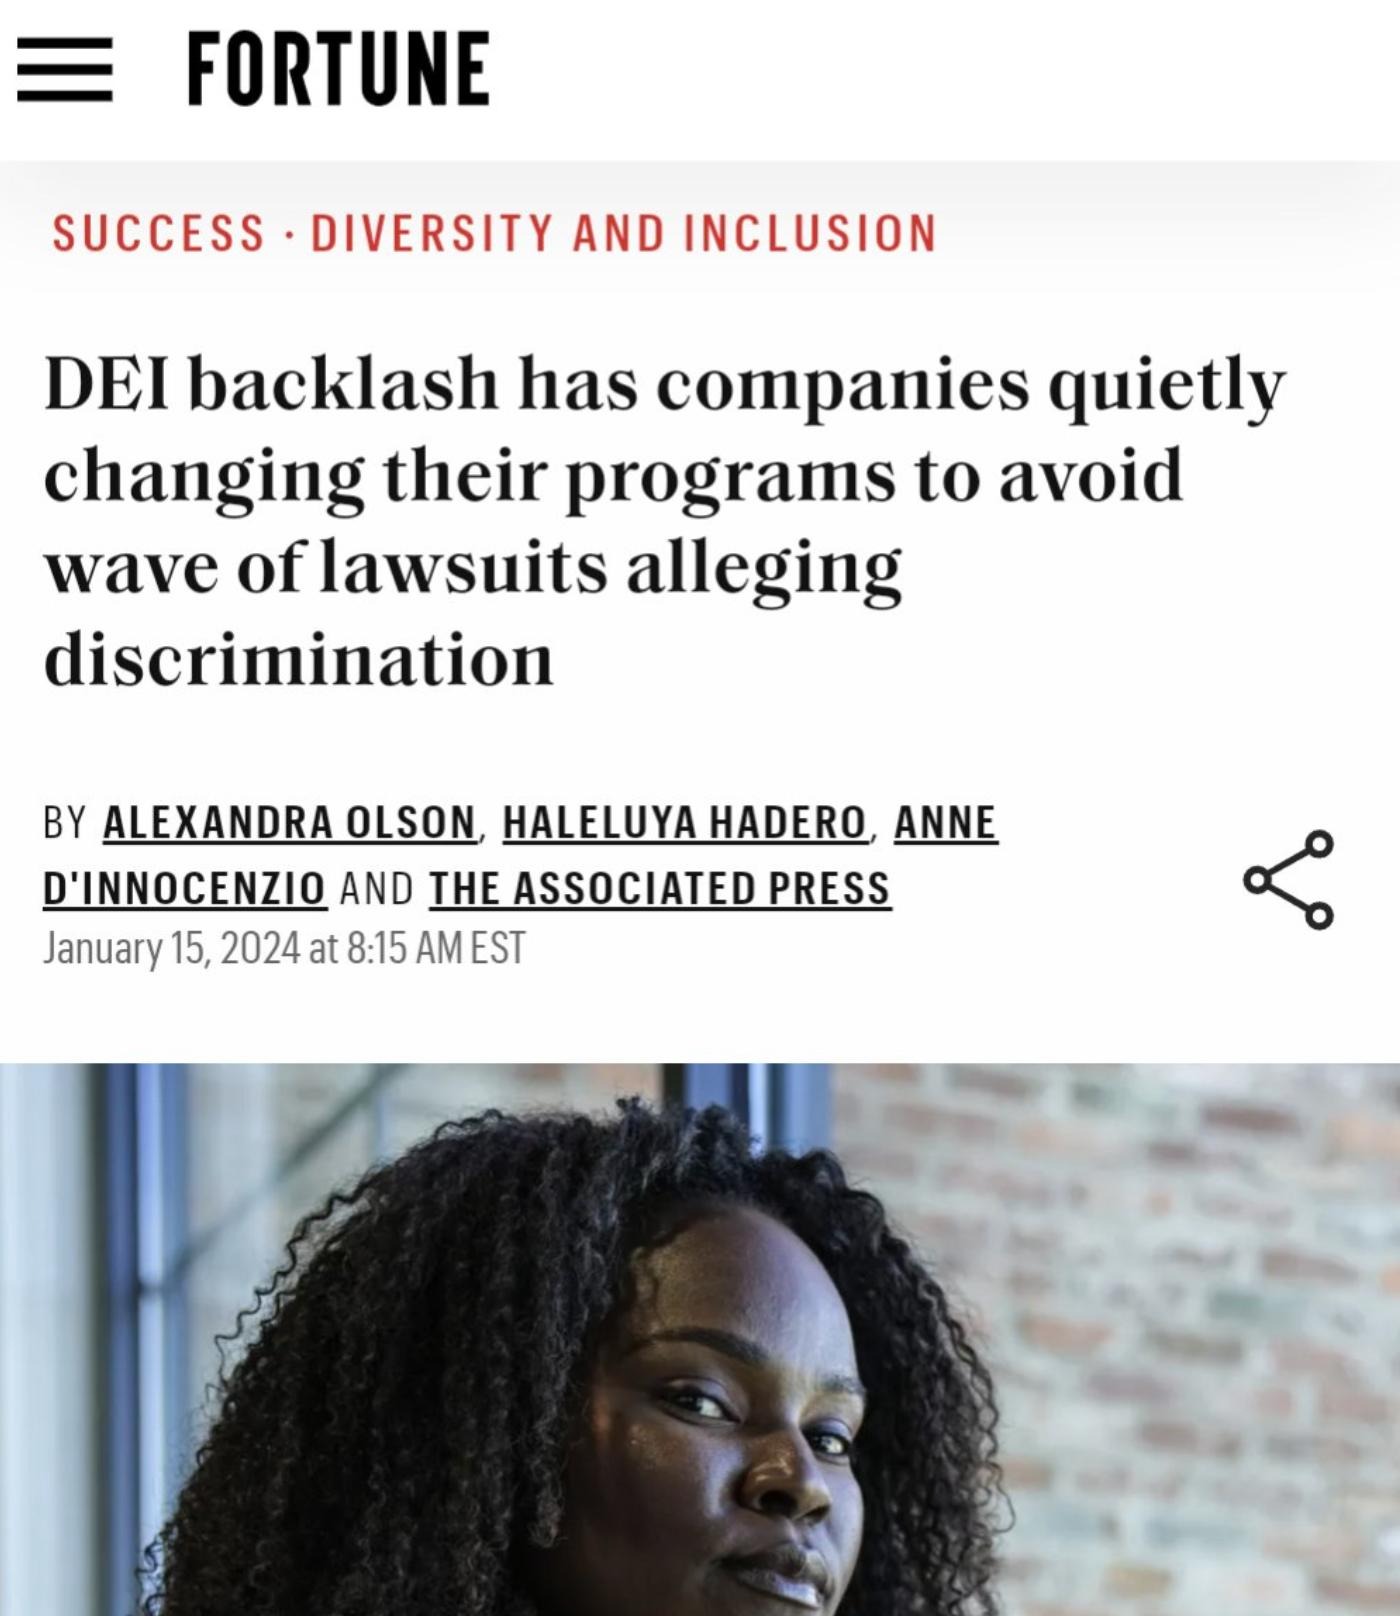 FORTUNE
SUCCESS · DIVERSITY AND INCLUSION
DEI backlash has companies quietly
changing their programs to avoid
wave of lawsuits alleging
discrimination
BY ALEXANDRA OLSON, HALELUYA HADERO, ANNE
D'INNOCENZIO AND THE ASSOCIATED PRESS
January 15, 2024 at 8:15 AM EST